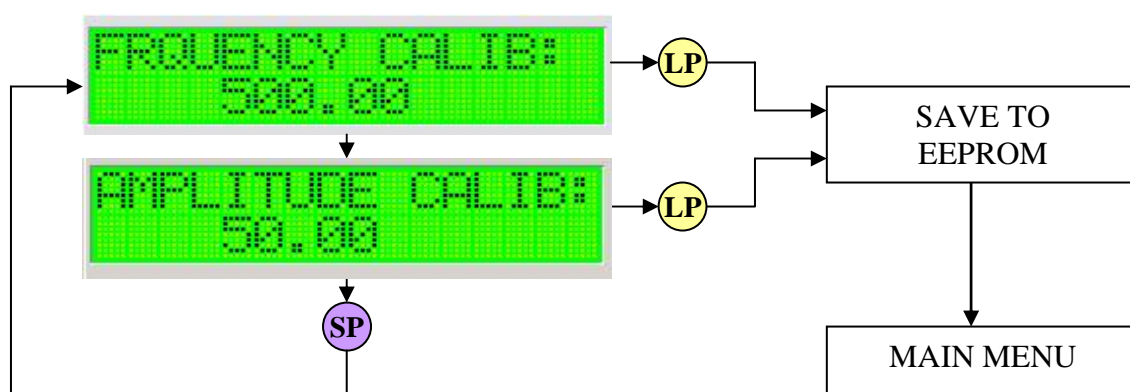 FRQUENCY CALIB:
500.00
LP
SAVE TO
EEPROM
AMPLITUDE CALIB:
50.00
LP
SP
MAIN MENU